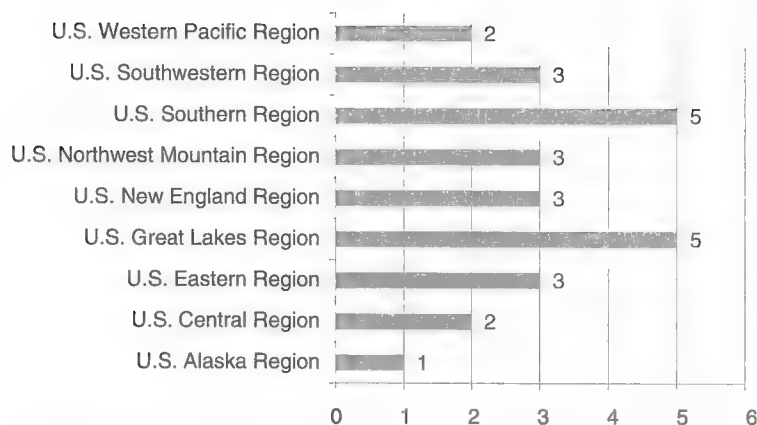 U.S. Western Pacific Region 2
U.S. Southwestern Region 3
U.S. Southern Region 5
U.S. Northwest Mountain Region 3
U.S. New England Region 3
U.S. Great Lakes Region 5
U.S. Eastern Region 3
U.S. Central Region 2
U.S. Alaska Region 1
0 1 2 3 4 5 6